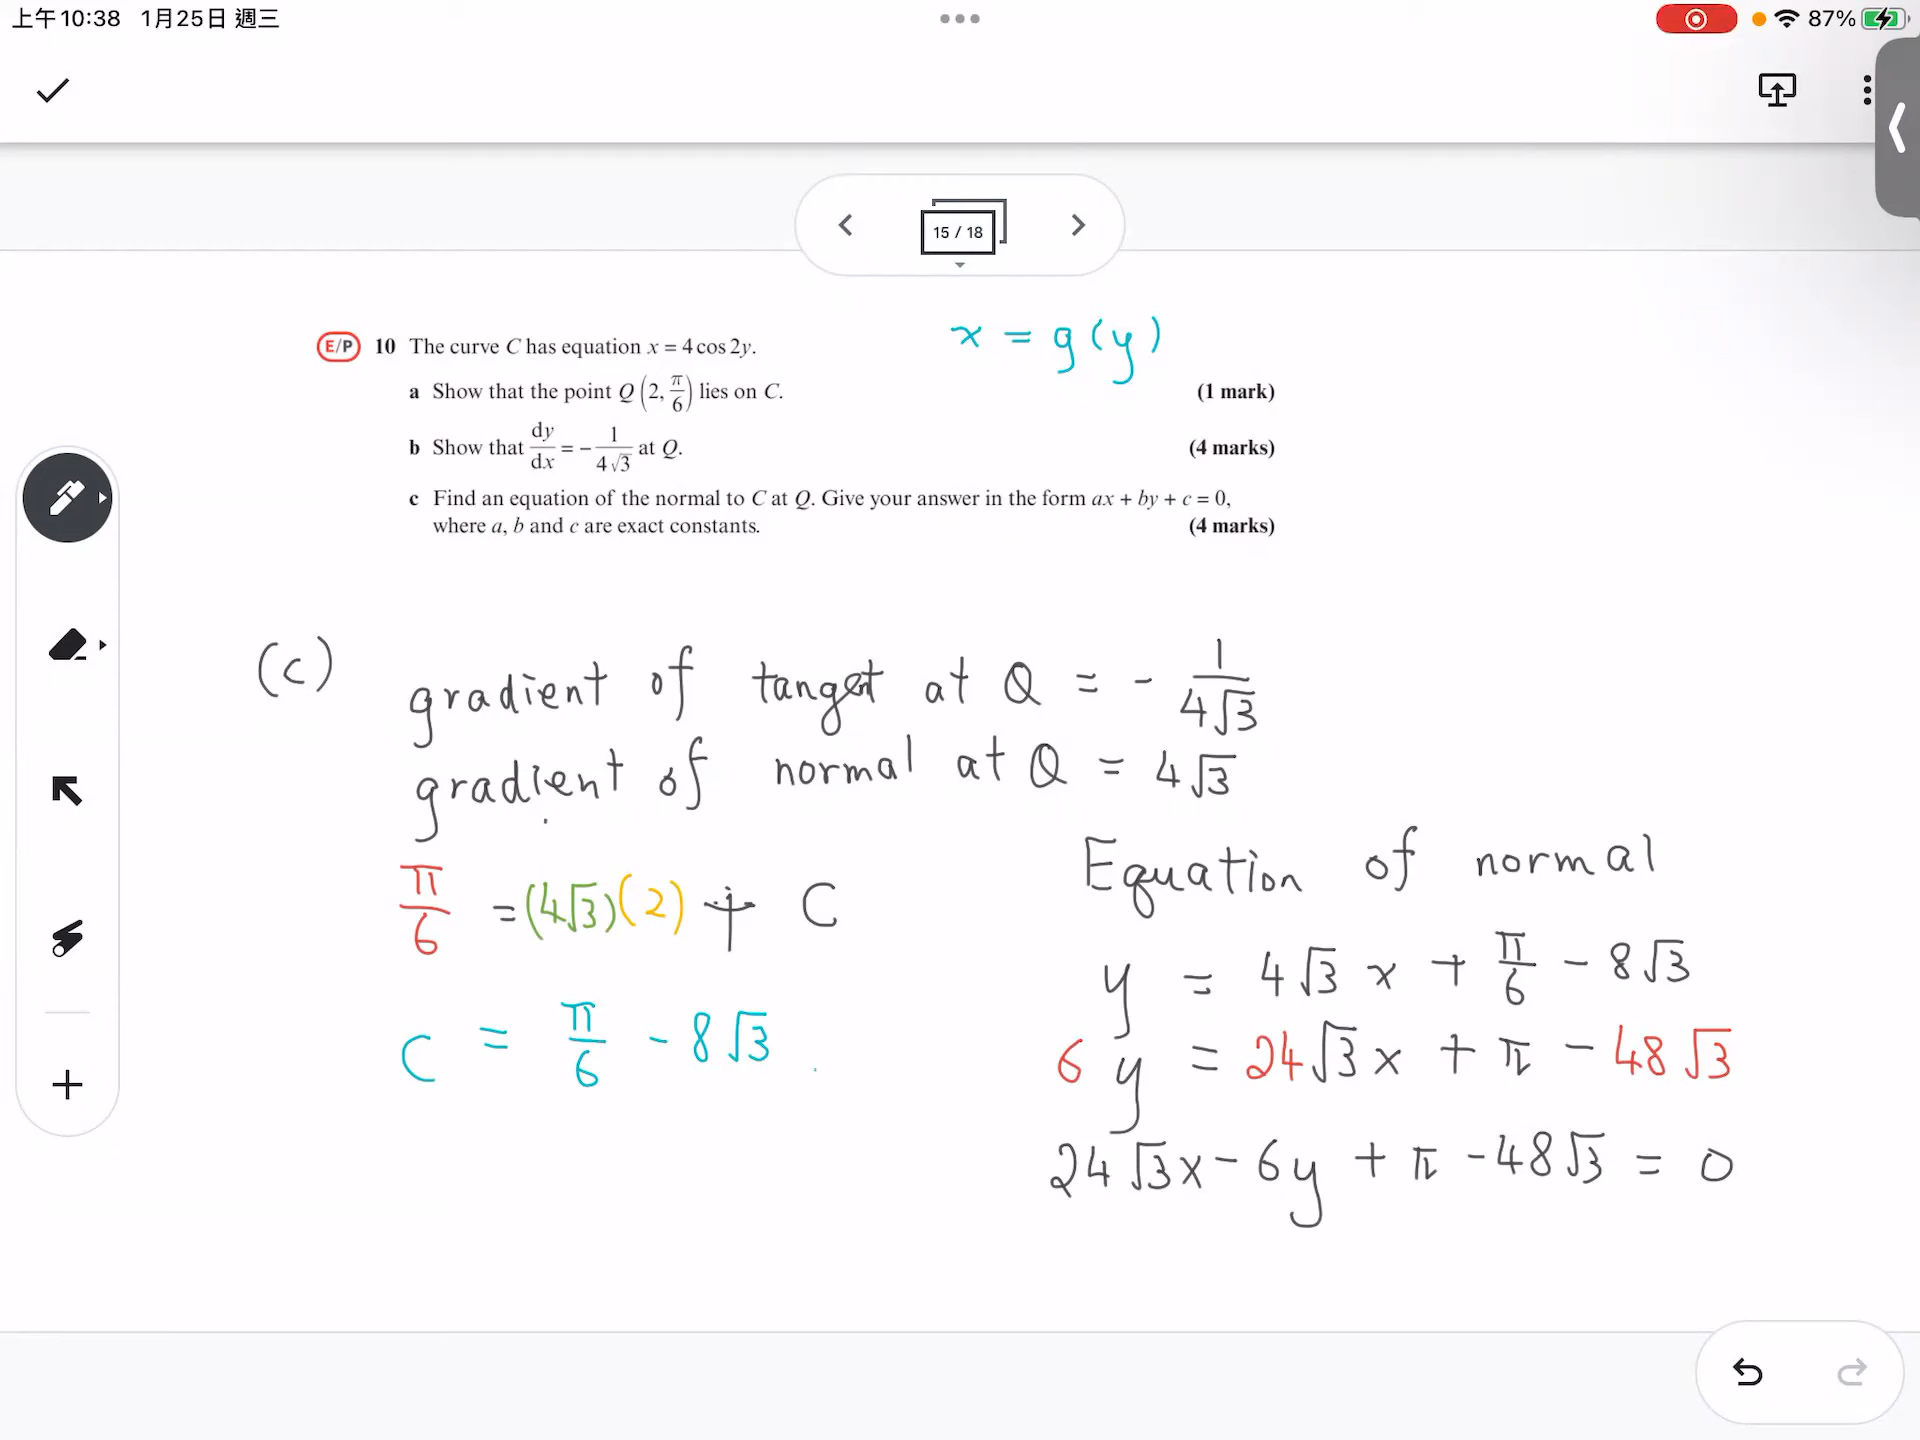 上午10:38 1月25日 週三
87%
15 / 18
E/P 10 The curve C has equation x = 4 cos 2y.
x = g(y)
a Show that the point Q (2, π/6) lies on C. (1 mark)
b Show that dy/dx = − 1/(4√3) at Q. (4 marks)
c Find an equation of the normal to C at Q. Give your answer in the form ax + by + c = 0,
where a, b and c are exact constants. (4 marks)
(c) gradient of tanget at Q = - 1/(4√3)
gradient of normal at Q = 4√3
π/6 = (4√3)(2) + C
C = π/6 - 8√3
Equation of normal
y = 4√3 x + π/6 - 8√3
6y = 24√3x + π - 48√3
24√3x - 6y + π - 48√3 = 0